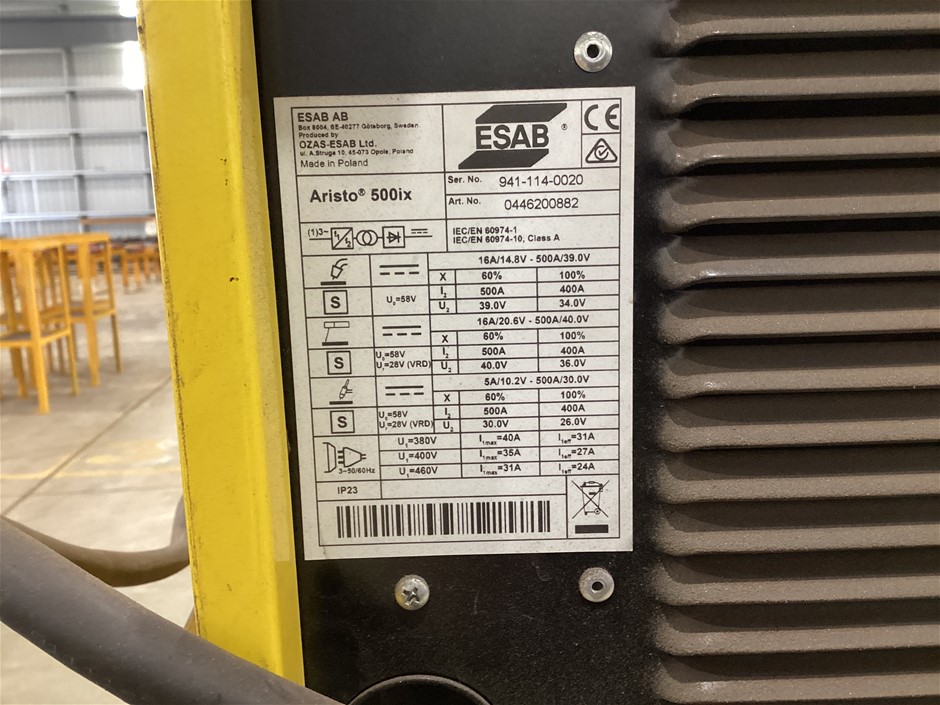 ESAB AB
Box 8004, SE-40277 Göteborg, Sweden
Produced by
OZAS-ESAB Ltd.
ul. A.Struga 10, 45-073 Opole, Poland
Made in Poland
ESAB ®
CE
Aristo® 500ix
Ser. No. 941-114-0020
Art. No. 0446200882
(1)3~ f1 f2
IEC/EN 60974-1
IEC/EN 60974-10, Class A
16A/14.8V - 500A/39.0V
X 60% 100%
S U₀=58V I₂ 500A 400A
U₂ 39.0V 34.0V
16A/20.6V - 500A/40.0V
X 60% 100%
S U₀=58V I₂ 500A 400A
Uᵣ=28V (VRD) U₂ 40.0V 36.0V
5A/10.2V - 500A/30.0V
X 60% 100%
S U₀=58V I₂ 500A 400A
Uᵣ=28V (VRD) U₂ 30.0V 26.0V
U₁=380V I1max=40A I1eff=31A
U₁=400V I1max=35A I1eff=27A
3~50/60Hz U₁=460V I1max=31A I1eff=24A
IP23